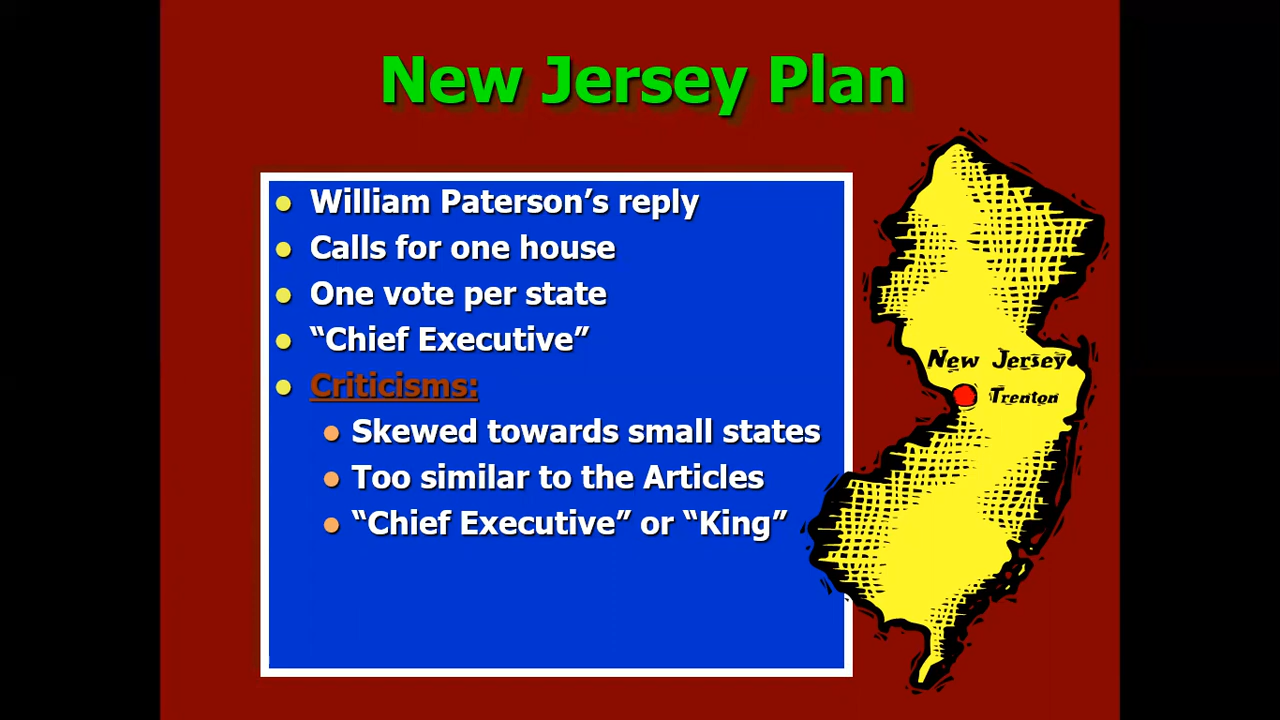 New Jersey Plan
William Paterson’s reply
Calls for one house
One vote per state
“Chief Executive”
Criticisms:
Skewed towards small states
Too similar to the Articles
“Chief Executive” or “King”
New Jersey
Trenton